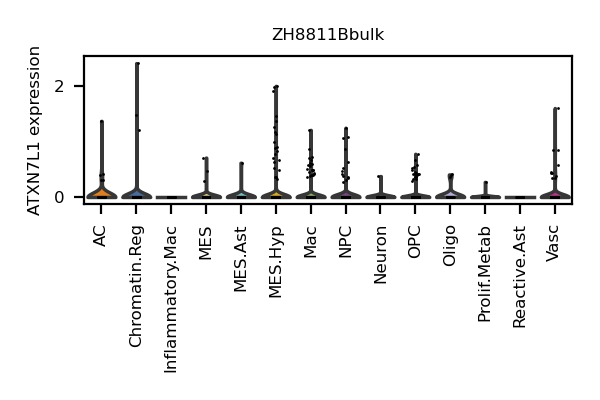 ZH8811Bbulk
ATXN7L1 expression
2
0
AC
Chromatin.Reg
Inflammatory.Mac
MES
MES.Ast
MES.Hyp
Mac
NPC
Neuron
OPC
Oligo
Prolif.Metab
Reactive.Ast
Vasc